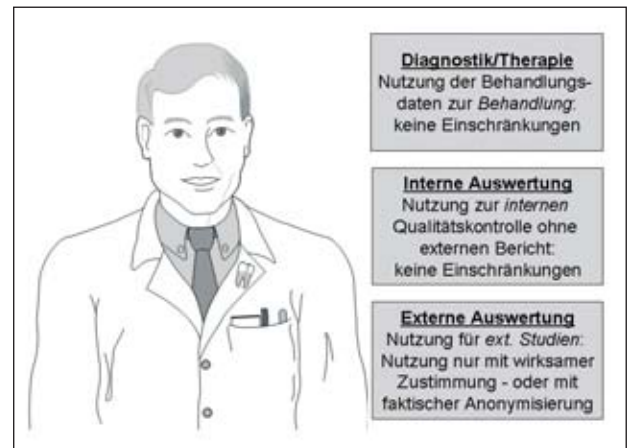 Diagnostik/Therapie
Nutzung der Behandlungs-
daten zur Behandlung:
keine Einschränkungen
Interne Auswertung
Nutzung zur internen
Qualitätskontrolle ohne
externen Bericht:
keine Einschränkungen
Externe Auswertung
Nutzung für ext. Studien:
Nutzung nur mit wirksamer
Zustimmung - oder mit
faktischer Anonymisierung